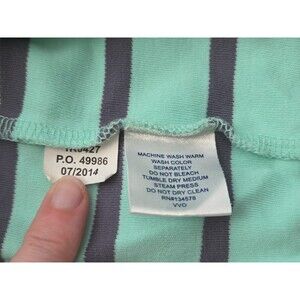 P.O. 49986
07/2014
MACHINE WASH WARM
WASH COLOR
SEPARATELY
DO NOT BLEACH
TUMBLE DRY MEDIUM
STEAM PRESS
DO NOT DRY CLEAN
RN#134578
VVO